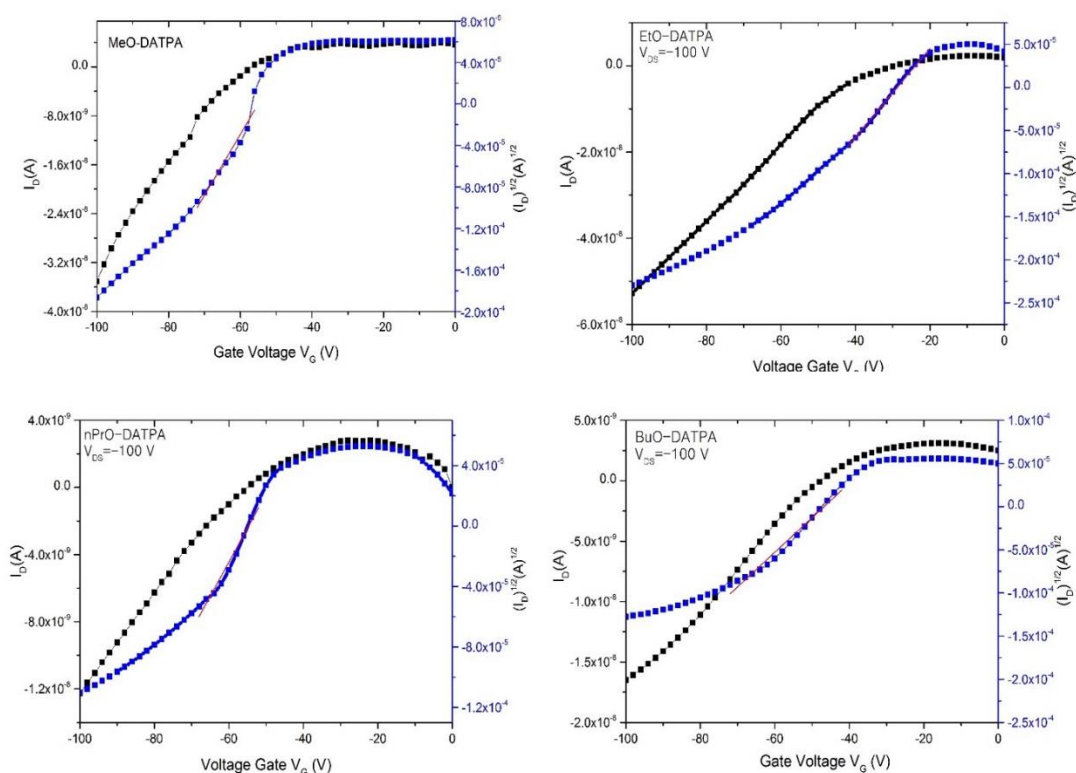 MeO-DATPA
I_D(A)
0.0
-8.0x10⁻⁹
-1.6x10⁻⁸
-2.4x10⁻⁸
-3.2x10⁻⁸
-4.0x10⁻⁸
8.0x10⁻⁵
4.0x10⁻⁵
0.0
-4.0x10⁻⁵
-8.0x10⁻⁵
-1.2x10⁻⁴
-1.6x10⁻⁴
-2.0x10⁻⁴
(I_D)^1/2(A)^1/2
-100 -80 -60 -40 -20 0
Gate Voltage V_G (V)
EtO-DATPA
V_DS=-100 V
I_D(A)
0.0
-2.0x10⁻⁸
-4.0x10⁻⁸
-6.0x10⁻⁸
5.0x10⁻⁵
0.0
-5.0x10⁻⁵
-1.0x10⁻⁴
-1.5x10⁻⁴
-2.0x10⁻⁴
-2.5x10⁻⁴
(I_D)^1/2(A)^1/2
-100 -80 -60 -40 -20 0
Voltage Gate V (V)
nPrO-DATPA
V_DS=-100 V
I_D(A)
4.0x10⁻⁹
0.0
-4.0x10⁻⁹
-8.0x10⁻⁹
-1.2x10⁻⁸
4.0x10⁻⁵
0.0
-4.0x10⁻⁵
-8.0x10⁻⁵
-1.2x10⁻⁴
(I_D)^1/2(A)^1/2
-100 -80 -60 -40 -20 0
Voltage Gate V_G (V)
BuO-DATPA
V_DS=-100 V
I_D(A)
5.0x10⁻⁹
0.0
-5.0x10⁻⁹
-1.0x10⁻⁸
-1.5x10⁻⁸
-2.0x10⁻⁸
1.0x10⁻⁴
5.0x10⁻⁵
0.0
-5.0x10⁻⁵
-1.0x10⁻⁴
-1.5x10⁻⁴
-2.0x10⁻⁴
-2.5x10⁻⁴
(I_D)^1/2(A)^1/2
-100 -80 -60 -40 -20 0
Gate Voltage V_G (V)